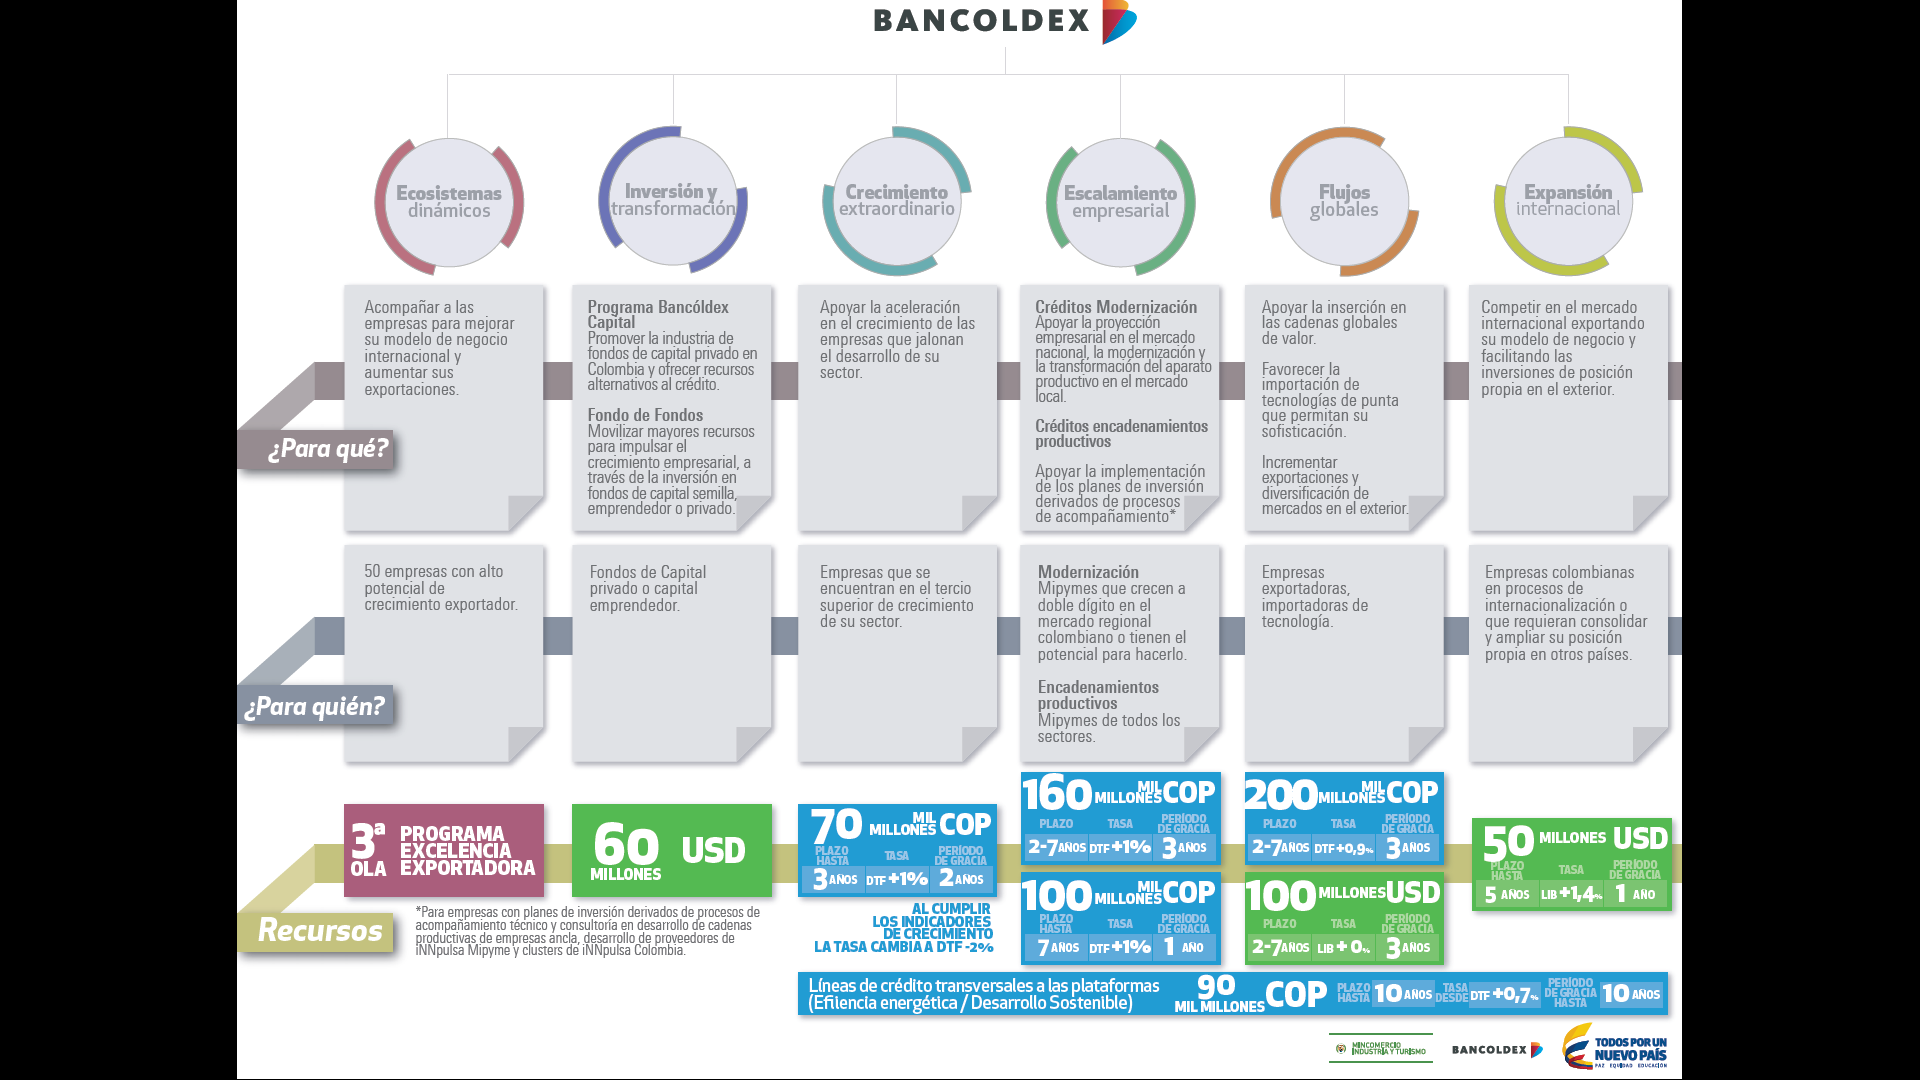 BANCOLDEX
Ecosistemas
dinámicos
Inversión y
transformación
Crecimiento
extraordinario
Escalamiento
empresarial
Flujos
globales
Expansión
internacional
¿Para qué?
Acompañar a las
empresas para mejorar
su modelo de negocio
internacional y
aumentar sus
exportaciones.
Programa Bancóldex
Capital
Promover la industria de
fondos de capital privado en
Colombia y ofrecer recursos
alternativos al crédito.
Fondo de Fondos
Movilizar mayores recursos
para impulsar el
crecimiento empresarial, a
través de la inversión en
fondos de capital semilla,
emprendedor o privado.
Apoyar la aceleración
en el crecimiento de las
empresas que jalonan
el desarrollo de su
sector.
Créditos Modernización
Apoyar la proyección
empresarial en el mercado
nacional, la modernización y
la transformación del aparato
productivo en el mercado
local.
Créditos encadenamientos
productivos
Apoyar la implementación
de los planes de inversión
derivados de procesos
de acompañamiento*
Apoyar la inserción en
las cadenas globales
de valor.
Favorecer la
importación de
tecnologías de punta
que permitan su
sofisticación.
Incrementar
exportaciones y
diversificación de
mercados en el exterior.
Competir en el mercado
internacional exportando
su modelo de negocio y
facilitando las
inversiones de posición
propia en el exterior.
¿Para quién?
50 empresas con alto
potencial de
crecimiento exportador.
Fondos de Capital
privado o capital
emprendedor.
Empresas que se
encuentran en el tercio
superior de crecimiento
de su sector.
Modernización
Mipymes que crecen a
doble dígito en el
mercado regional
colombiano o tienen el
potencial para hacerlo.
Encadenamientos
productivos
Mipymes de todos los
sectores.
Empresas
exportadoras,
importadoras de
tecnología.
Empresas colombianas
en procesos de
internacionalización o
que requieran consolidar
y ampliar su posición
propia en otros países.
Recursos
3ª OLA
PROGRAMA
EXCELENCIA
EXPORTADORA
60 MILLONES USD
70 MIL MILLONES COP
PLAZO HASTA TASA PERÍODO DE GRACIA
3 AÑOS DTF +1% 2 AÑOS
AL CUMPLIR
LOS INDICADORES
DE CRECIMIENTO
LA TASA CAMBIA A DTF -2%
160 MIL MILLONES COP
PLAZO TASA PERÍODO DE GRACIA
2-7 AÑOS DTF +1% 3 AÑOS
100 MIL MILLONES COP
PLAZO HASTA TASA PERÍODO DE GRACIA
7 AÑOS DTF +1% 1 AÑO
200 MIL MILLONES COP
PLAZO TASA PERÍODO DE GRACIA
2-7 AÑOS DTF +0,9% 3 AÑOS
100 MILLONES USD
PLAZO TASA PERÍODO DE GRACIA
2-7 AÑOS LIB + 0% 3 AÑOS
50 MILLONES USD
PLAZO HASTA TASA PERÍODO DE GRACIA
5 AÑOS LIB +1,4% 1 AÑO
*Para empresas con planes de inversión derivados de procesos de
acompañamiento técnico y consultoría en desarrollo de cadenas
productivas de empresas ancla, desarrollo de proveedores de
iNNpulsa Mipyme y clusters de iNNpulsa Colombia.
Líneas de crédito transversales a las plataformas
(Efiiencia energética / Desarrollo Sostenible)
90 MIL MILLONES COP
PLAZO HASTA 10 AÑOS TASA DESDE DTF +0,7% PERÍODO DE GRACIA HASTA 10 AÑOS
MINCOMERCIO
INDUSTRIA Y TURISMO
BANCOLDEX
TODOS POR UN
NUEVO PAÍS
PAZ EQUIDAD EDUCACIÓN